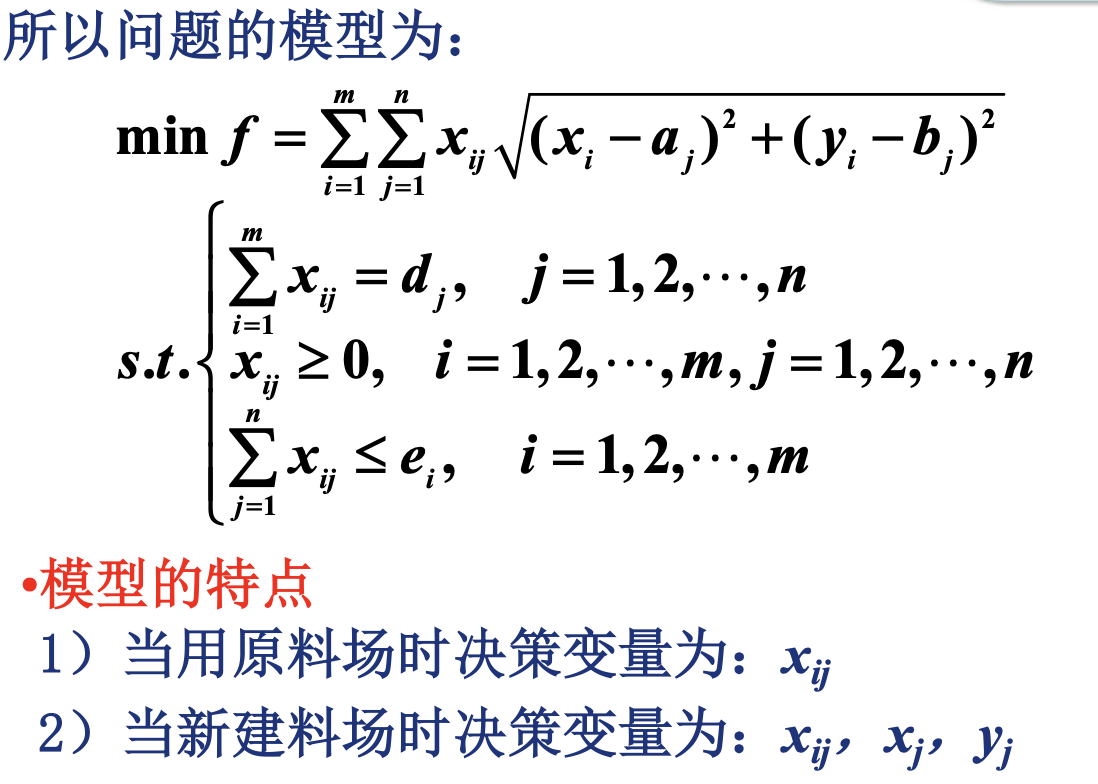 所以问题的模型为：
min f = \sum_{i=1}^{m} \sum_{j=1}^{n} x_{ij} \sqrt{(x_i - a_j)^2 + (y_i - b_j)^2}
s.t. \begin{cases} \sum_{i=1}^{m} x_{ij} = d_j, \quad j = 1,2,\cdots,n \\ x_{ij} \geq 0, \quad i = 1,2,\cdots,m, j = 1,2,\cdots,n \\ \sum_{j=1}^{n} x_{ij} \leq e_i, \quad i = 1,2,\cdots,m \end{cases}
•模型的特点
1）当用原料场时决策变量为：x_{ij}
2）当新建料场时决策变量为：x_{ij}，x_j，y_j